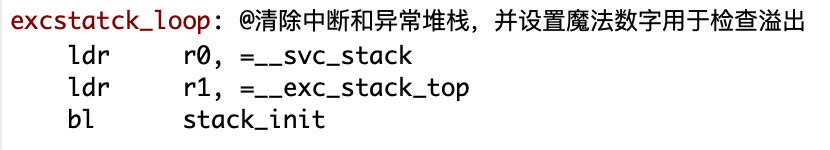 excstatck_loop: @清除中断和异常堆栈，并设置魔法数字用于检查溢出
ldr r0, =__svc_stack
ldr r1, =__exc_stack_top
bl stack_init